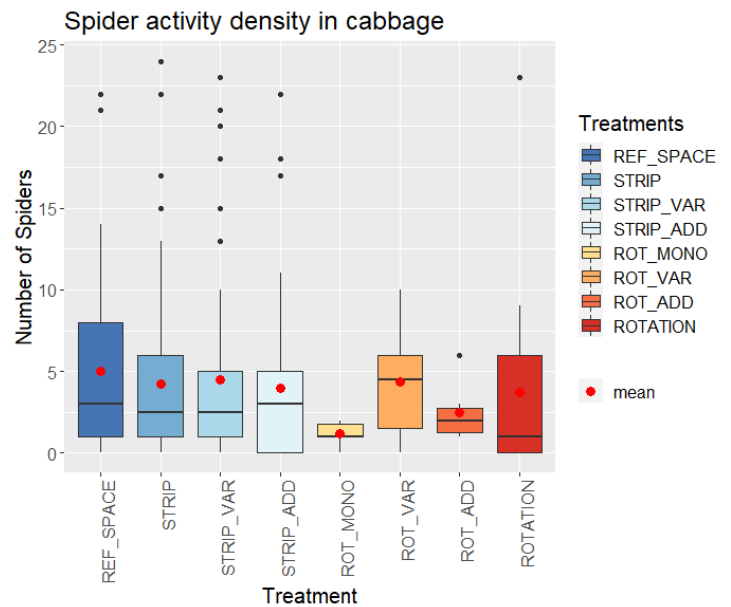 Spider activity density in cabbage
Number of Spiders
25
20
15
10
5
0
REF_SPACE
STRIP
STRIP_VAR
STRIP_ADD
ROT_MONO
ROT_VAR
ROT_ADD
ROTATION
Treatment
Treatments
REF_SPACE
STRIP
STRIP_VAR
STRIP_ADD
ROT_MONO
ROT_VAR
ROT_ADD
ROTATION
mean